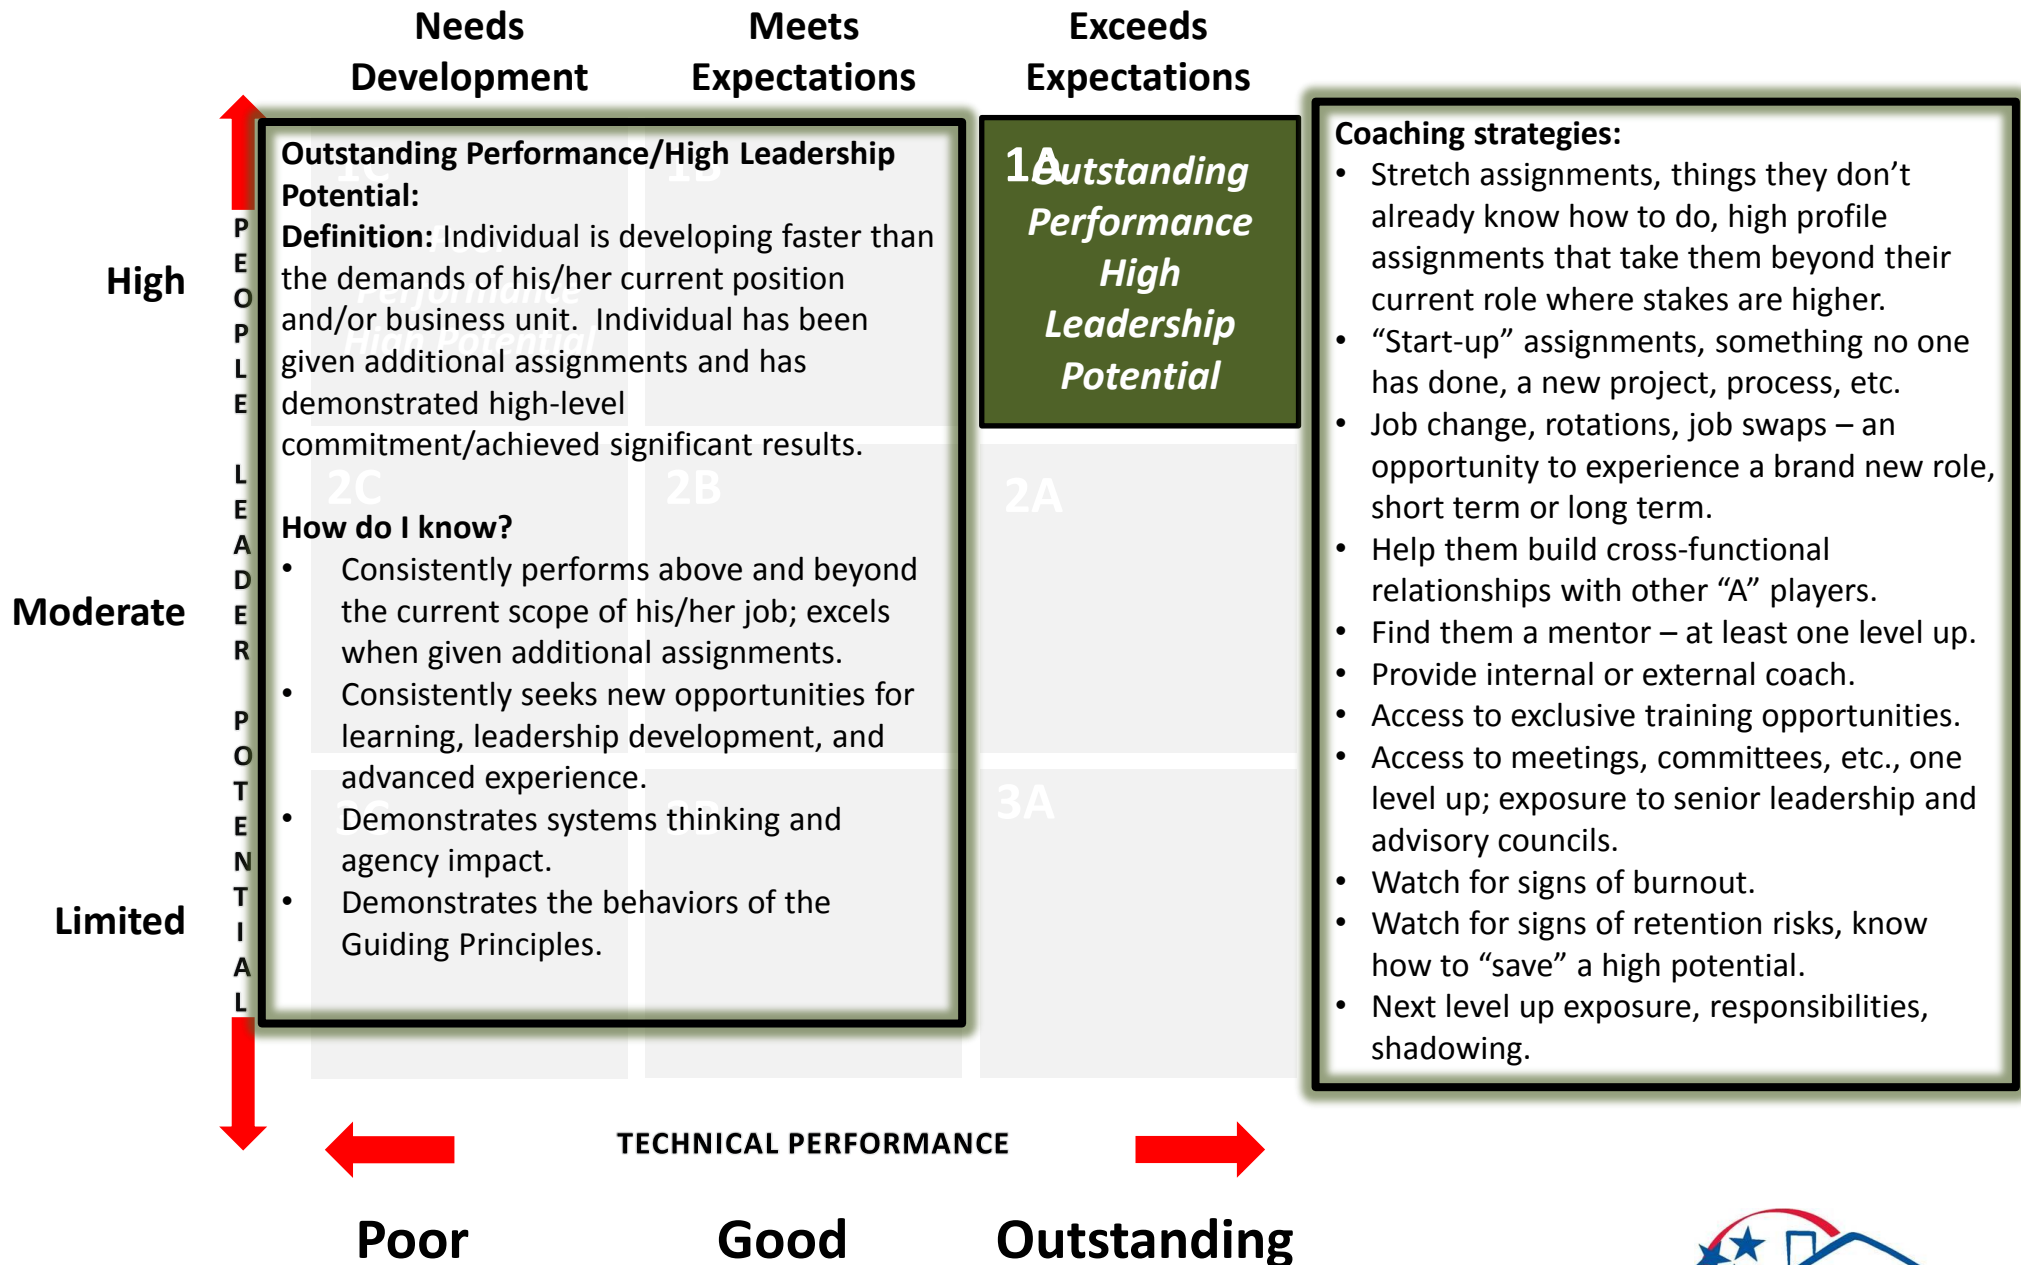 Needs
Development
Meets
Expectations
Exceeds
Expectations
High
Moderate
Limited
PEOPLE LEADER POTENTIAL
1C
1B
Performance
High Potential
2C
2B
3C
3B
Outstanding Performance/High Leadership
Potential:
Definition: Individual is developing faster than
the demands of his/her current position
and/or business unit.  Individual has been
given additional assignments and has
demonstrated high-level
commitment/achieved significant results.
How do I know?
• Consistently performs above and beyond
the current scope of his/her job; excels
when given additional assignments.
• Consistently seeks new opportunities for
learning, leadership development, and
advanced experience.
• Demonstrates systems thinking and
agency impact.
• Demonstrates the behaviors of the
Guiding Principles.
1A
Outstanding
Performance
High
Leadership
Potential
2A
3A
Coaching strategies:
• Stretch assignments, things they don’t
already know how to do, high profile
assignments that take them beyond their
current role where stakes are higher.
• “Start-up” assignments, something no one
has done, a new project, process, etc.
• Job change, rotations, job swaps – an
opportunity to experience a brand new role,
short term or long term.
• Help them build cross-functional
relationships with other “A” players.
• Find them a mentor – at least one level up.
• Provide internal or external coach.
• Access to exclusive training opportunities.
• Access to meetings, committees, etc., one
level up; exposure to senior leadership and
advisory councils.
• Watch for signs of burnout.
• Watch for signs of retention risks, know
how to “save” a high potential.
• Next level up exposure, responsibilities,
shadowing.
TECHNICAL PERFORMANCE
Poor
Good
Outstanding